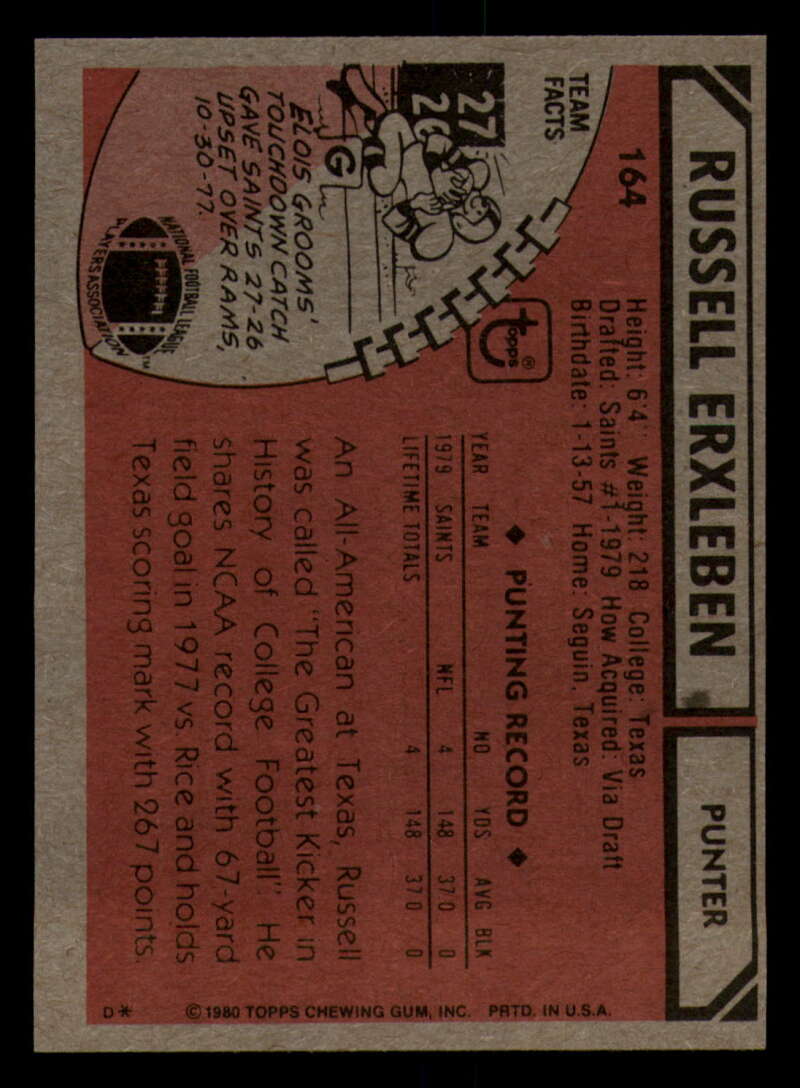 RUSSELL ERXLEBEN
PUNTER
164
Height: 6'4" Weight: 218 College: Texas
Drafted: Saints #1-1979 How Acquired: Via Draft
Birthdate: 1-13-57 Home: Seguin, Texas
TEAM
FACTS
27
26
G
ELOIS GROOMS'
TOUCHDOWN CATCH
GAVE SAINTS 27-26
UPSET OVER RAMS,
10-30-77.
NATIONAL FOOTBALL LEAGUE
PLAYERS ASSOCIATION
TM
topps®
◆ PUNTING RECORD ◆
YEAR TEAM NO YDS AVG BLK
1979 SAINTS NFL 4 148 37.0 0
LIFETIME TOTALS 4 148 37.0 0
An All-American at Texas, Russell
was called "The Greatest Kicker in
History of College Football". He
shares NCAA record with 67-yard
field goal in 1977 vs. Rice and holds
Texas scoring mark with 267 points.
D* © 1980 TOPPS CHEWING GUM, INC. PRTD. IN U.S.A.